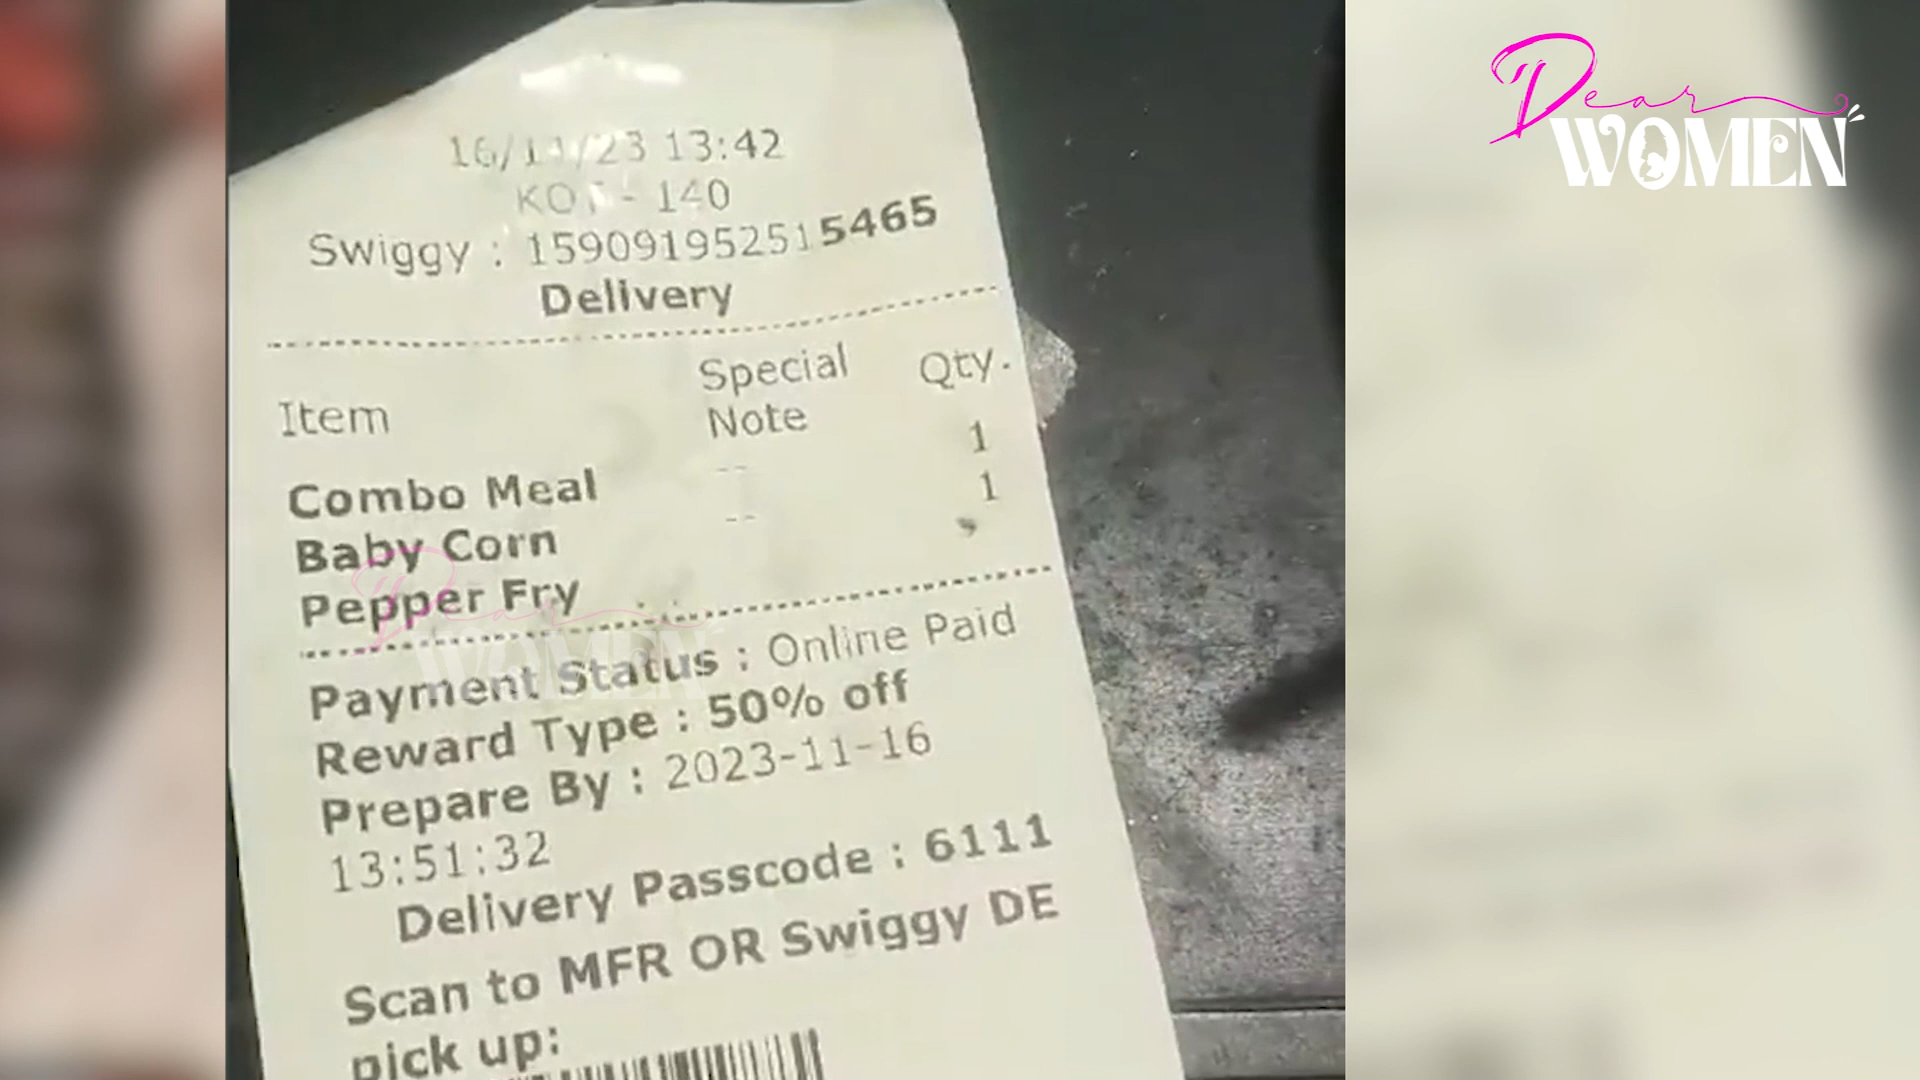 Dear
WOMEN
16/11/23 13:42
KOT - 140
Swiggy : 159091952515465
Delivery
Item Special Note Qty.
Combo Meal -- 1
Baby Corn Pepper Fry -- 1
Payment Status : Online Paid
Reward Type : 50% off
Prepare By : 2023-11-16
13:51:32
Delivery Passcode : 6111
Scan to MFR OR Swiggy DE
pick up:
Dear
WOMEN